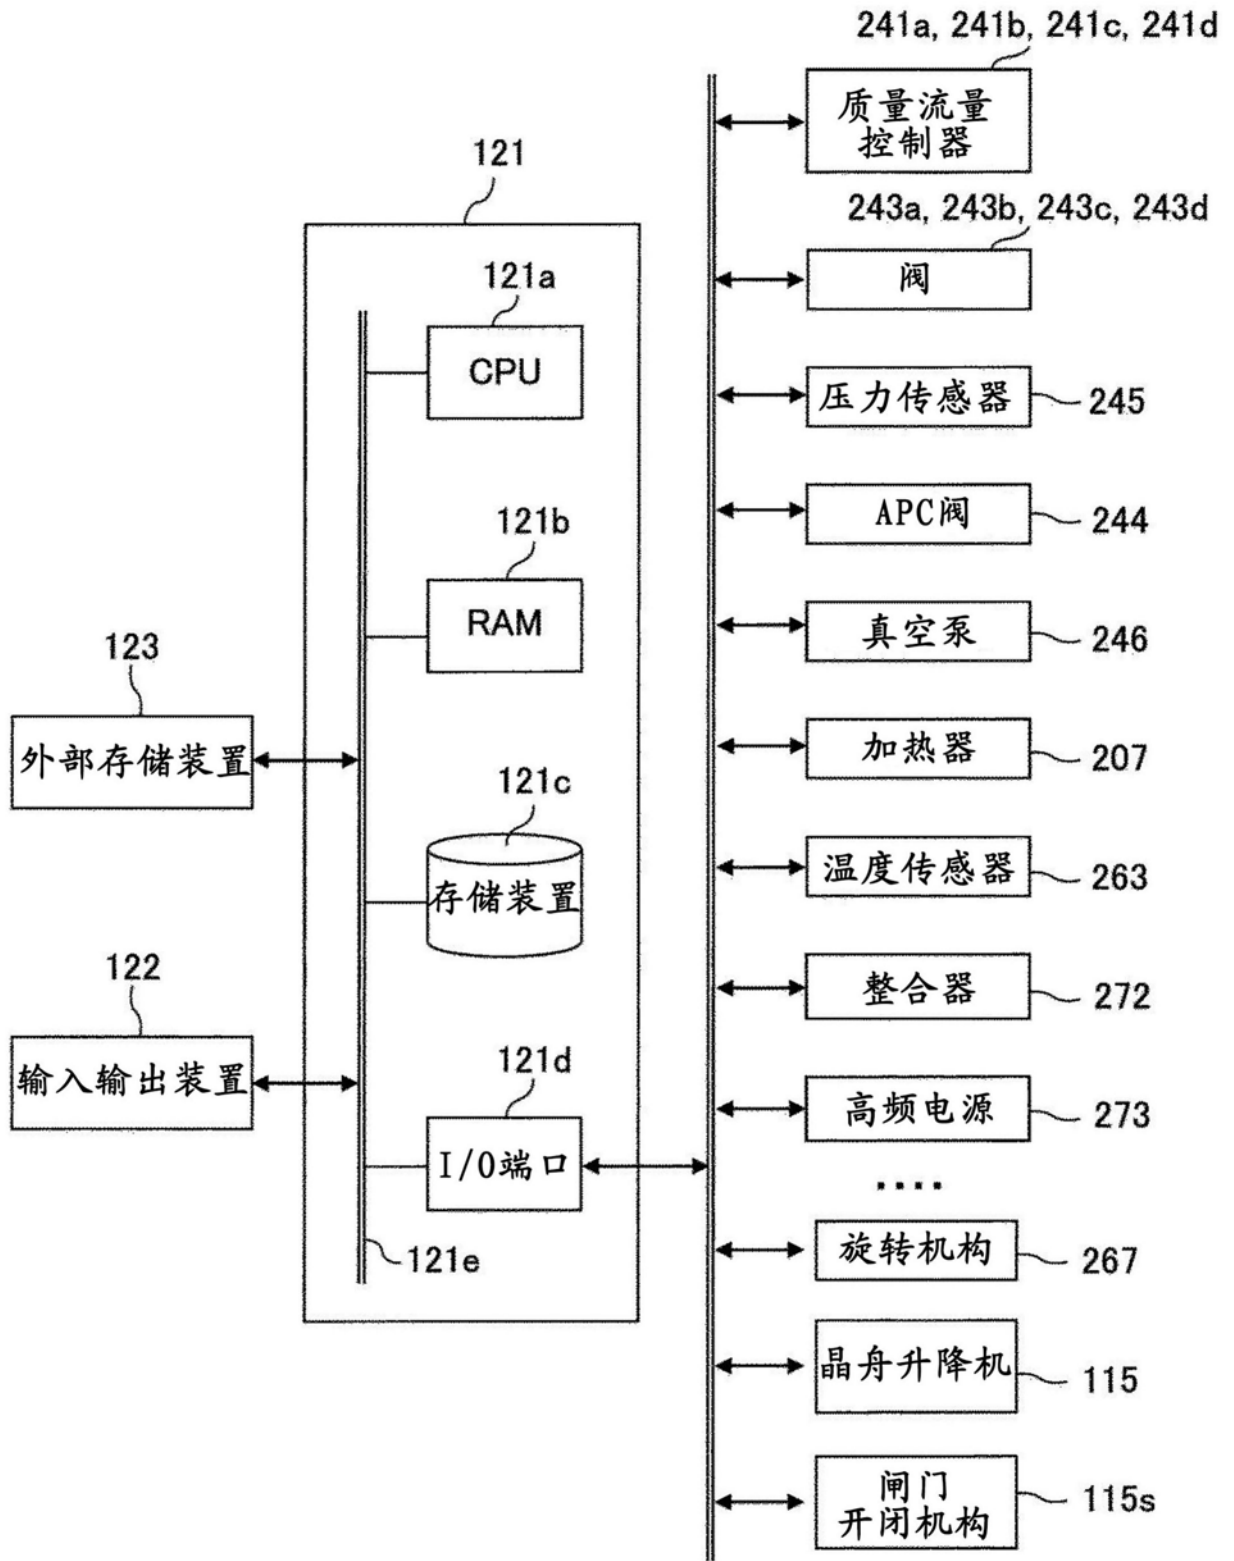 241a, 241b, 241c, 241d
质量流量
控制器
243a, 243b, 243c, 243d
阀
压力传感器
245
APC阀
244
真空泵
246
加热器
207
温度传感器
263
整合器
272
高频电源
273
....
旋转机构
267
晶舟升降机
115
闸门
开闭机构
115s
121
121a
CPU
121b
RAM
121c
存储装置
121d
I/O端口
121e
123
外部存储装置
122
输入输出装置